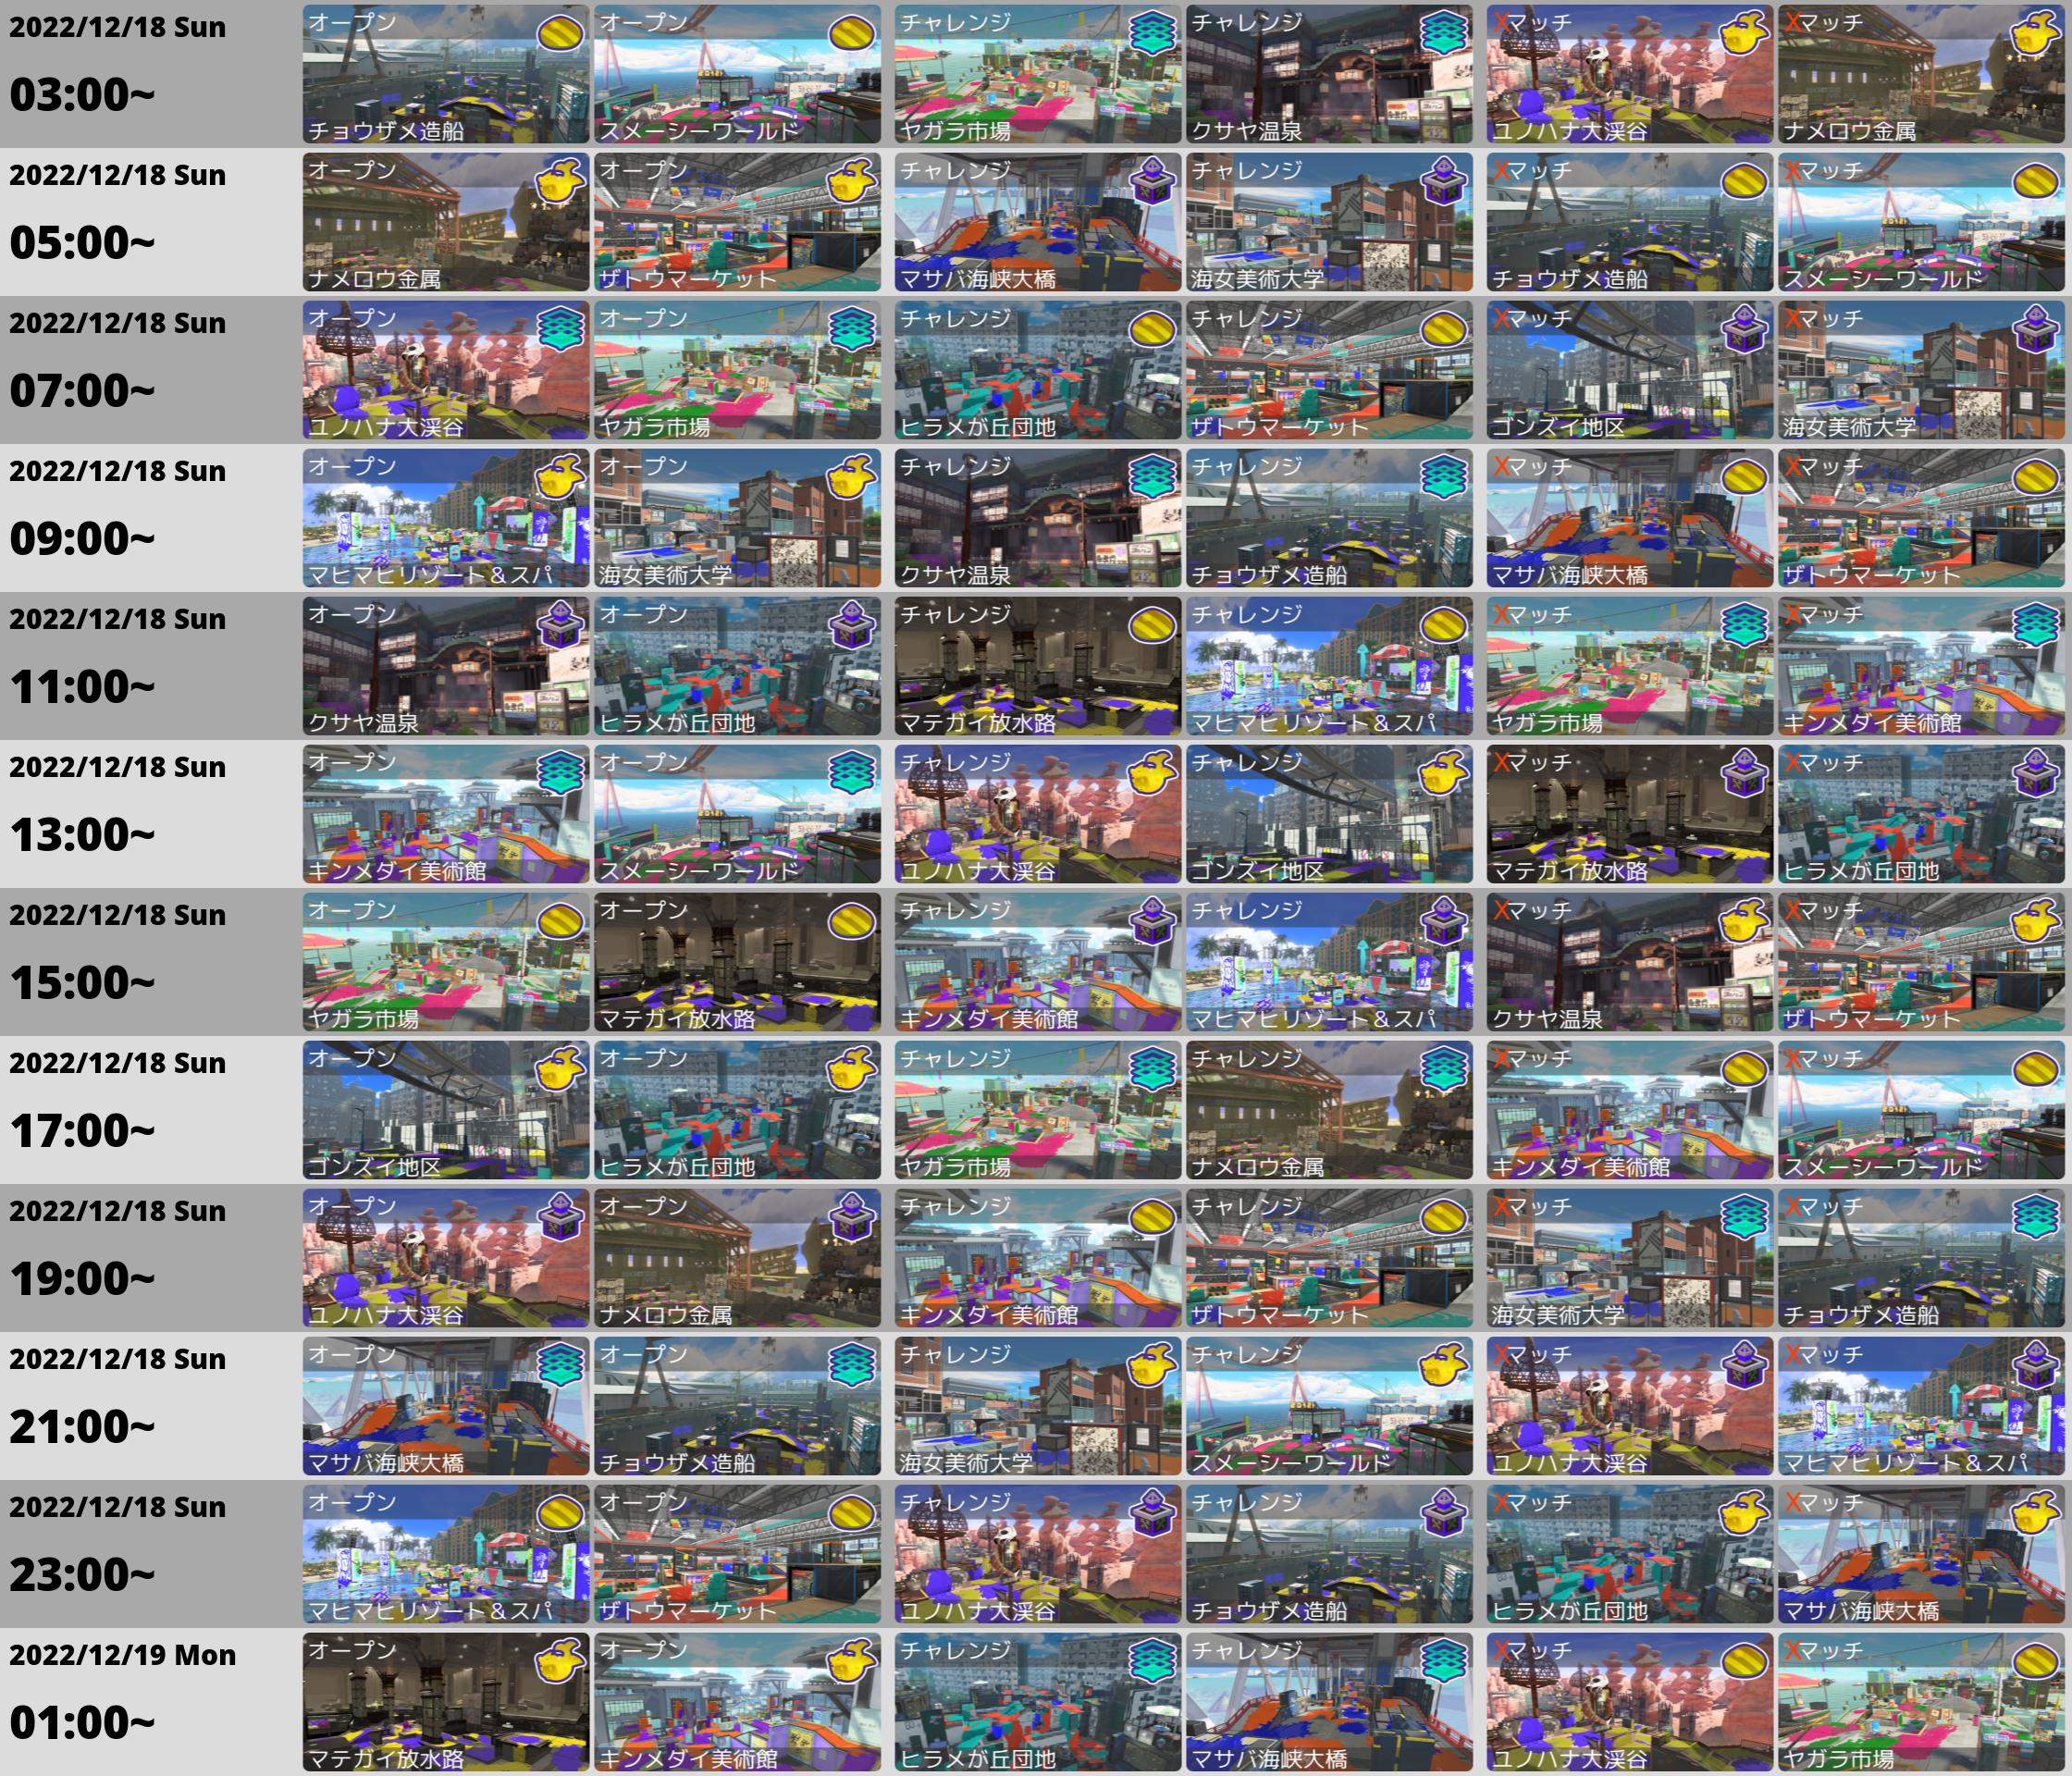 2022/12/18 Sun
03:00~
オープン
チョウザメ造船
オープン
スメーシーワールド
チャレンジ
ヤガラ市場
チャレンジ
クサヤ温泉
Xマッチ
ユノハナ大渓谷
Xマッチ
ナメロウ金属
2022/12/18 Sun
05:00~
オープン
ナメロウ金属
オープン
ザトウマーケット
チャレンジ
マサバ海峡大橋
チャレンジ
海女美術大学
Xマッチ
チョウザメ造船
Xマッチ
スメーシーワールド
2022/12/18 Sun
07:00~
オープン
ユノハナ大渓谷
オープン
ヤガラ市場
チャレンジ
ヒラメが丘団地
チャレンジ
ザトウマーケット
Xマッチ
ゴンズイ地区
Xマッチ
海女美術大学
2022/12/18 Sun
09:00~
オープン
マヒマヒリゾート＆スパ
オープン
海女美術大学
チャレンジ
クサヤ温泉
チャレンジ
チョウザメ造船
Xマッチ
マサバ海峡大橋
Xマッチ
ザトウマーケット
2022/12/18 Sun
11:00~
オープン
クサヤ温泉
オープン
ヒラメが丘団地
チャレンジ
マテガイ放水路
チャレンジ
マヒマヒリゾート＆スパ
Xマッチ
ヤガラ市場
Xマッチ
キンメダイ美術館
2022/12/18 Sun
13:00~
オープン
キンメダイ美術館
オープン
スメーシーワールド
チャレンジ
ユノハナ大渓谷
チャレンジ
ゴンズイ地区
Xマッチ
マテガイ放水路
Xマッチ
ヒラメが丘団地
2022/12/18 Sun
15:00~
オープン
ヤガラ市場
オープン
マテガイ放水路
チャレンジ
キンメダイ美術館
チャレンジ
マヒマヒリゾート＆スパ
Xマッチ
クサヤ温泉
Xマッチ
ザトウマーケット
2022/12/18 Sun
17:00~
オープン
ゴンズイ地区
オープン
ヒラメが丘団地
チャレンジ
ヤガラ市場
チャレンジ
ナメロウ金属
Xマッチ
キンメダイ美術館
Xマッチ
スメーシーワールド
2022/12/18 Sun
19:00~
オープン
ユノハナ大渓谷
オープン
ナメロウ金属
チャレンジ
キンメダイ美術館
チャレンジ
ザトウマーケット
Xマッチ
海女美術大学
Xマッチ
チョウザメ造船
2022/12/18 Sun
21:00~
オープン
マサバ海峡大橋
オープン
チョウザメ造船
チャレンジ
海女美術大学
チャレンジ
スメーシーワールド
Xマッチ
ユノハナ大渓谷
Xマッチ
マヒマヒリゾート＆スパ
2022/12/18 Sun
23:00~
オープン
マヒマヒリゾート＆スパ
オープン
ザトウマーケット
チャレンジ
ユノハナ大渓谷
チャレンジ
チョウザメ造船
Xマッチ
ヒラメが丘団地
Xマッチ
マサバ海峡大橋
2022/12/19 Mon
01:00~
オープン
マテガイ放水路
オープン
キンメダイ美術館
チャレンジ
ヒラメが丘団地
チャレンジ
マサバ海峡大橋
Xマッチ
ユノハナ大渓谷
Xマッチ
ヤガラ市場